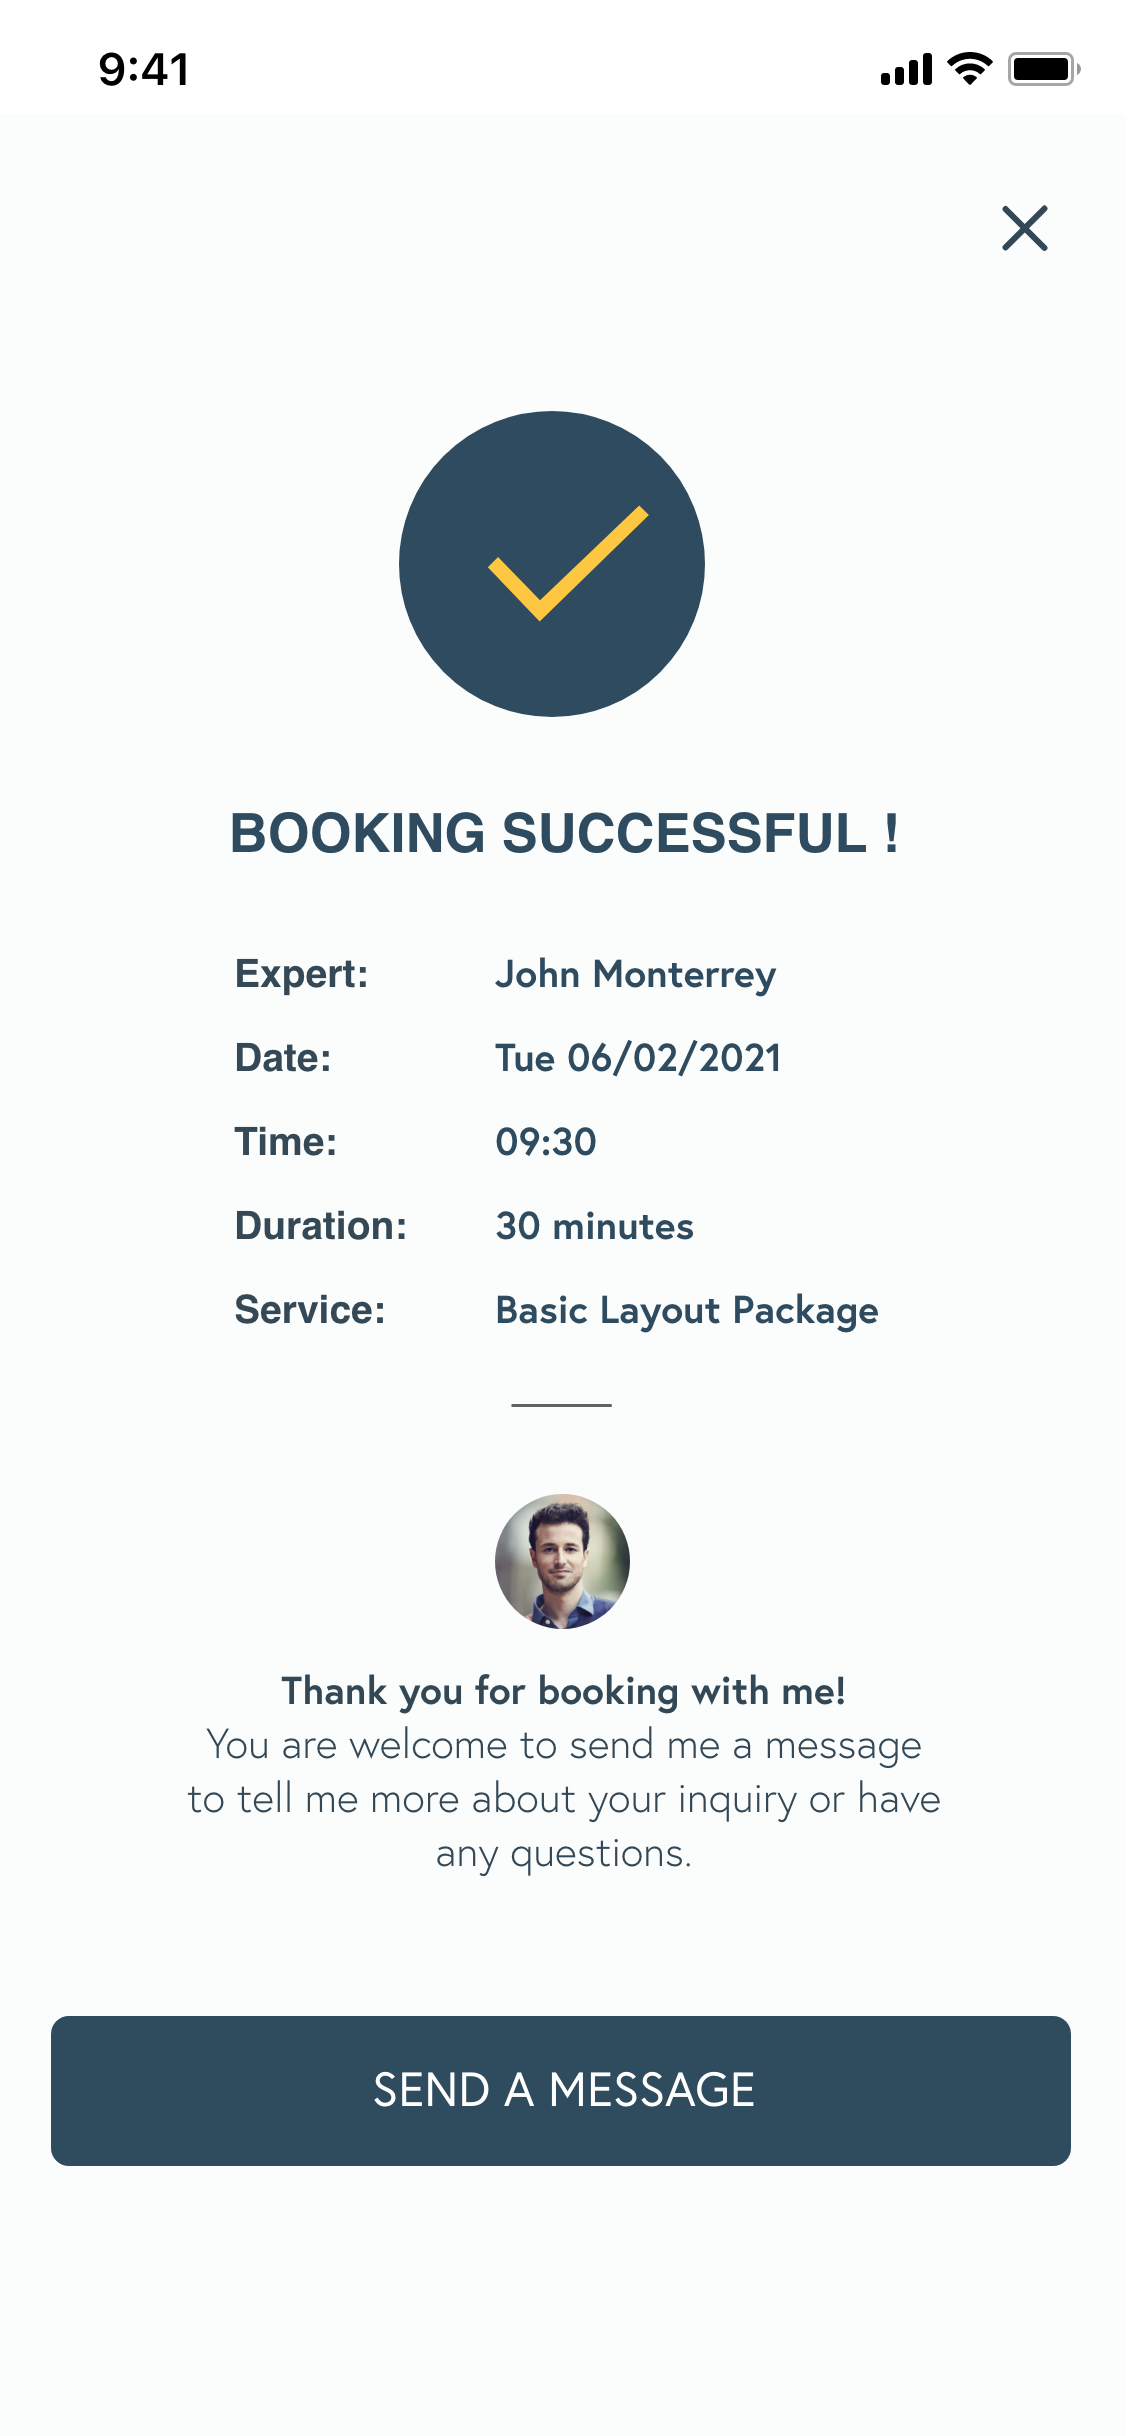 9:41
BOOKING SUCCESSFUL !
Expert: John Monterrey
Date: Tue 06/02/2021
Time: 09:30
Duration: 30 minutes
Service: Basic Layout Package
Thank you for booking with me!
You are welcome to send me a message
to tell me more about your inquiry or have
any questions.
SEND A MESSAGE